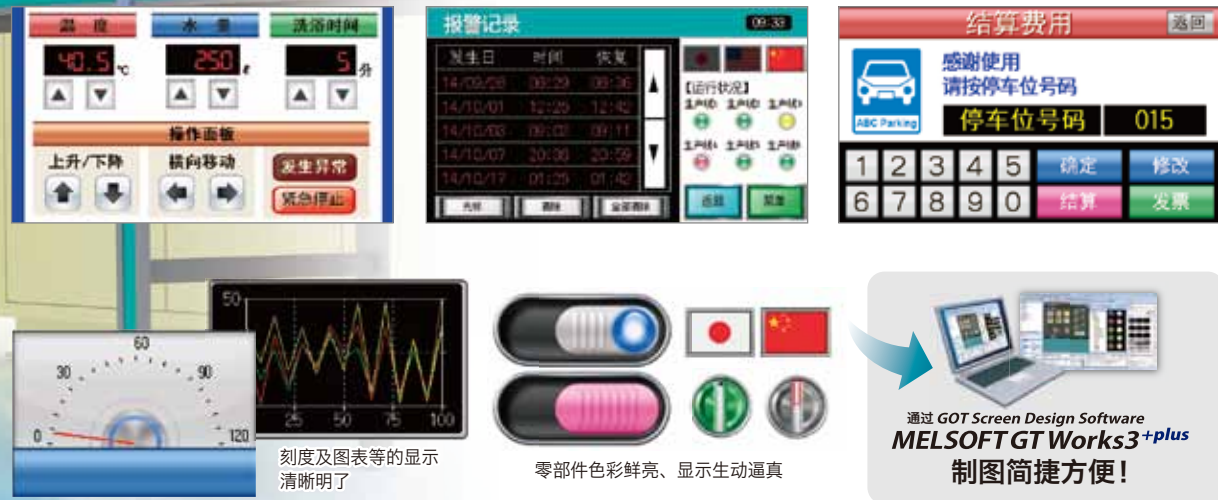 温 度
水 量
洗浴时间
40.5 ℃
250 ℓ
5 分
▲ ▼
▲ ▼
▲ ▼
操作面板
上升/下降
横向移动
发生异常
紧急停止
报警记录
09:33
发生日 时间 恢复
14/09/08 08:29 08:36
14/10/01 12:25 12:42
14/10/03 09:02 09:11
14/10/07 20:08 20:59
14/10/17 01:25 01:42
【运行状况】
全部清除
菜单
结算费用
返回
感谢使用
请按停车位号码
ABC Parking
停车位号码 015
1 2 3 4 5 确定 修改
6 7 8 9 0 结算 发票
50
25 50 75 100
0 30 60 90 120
刻度及图表等的显示
清晰明了
零部件色彩鲜亮、显示生动逼真
通过 GOT Screen Design Software
MELSOFT GT Works3 +plus
制图简捷方便！